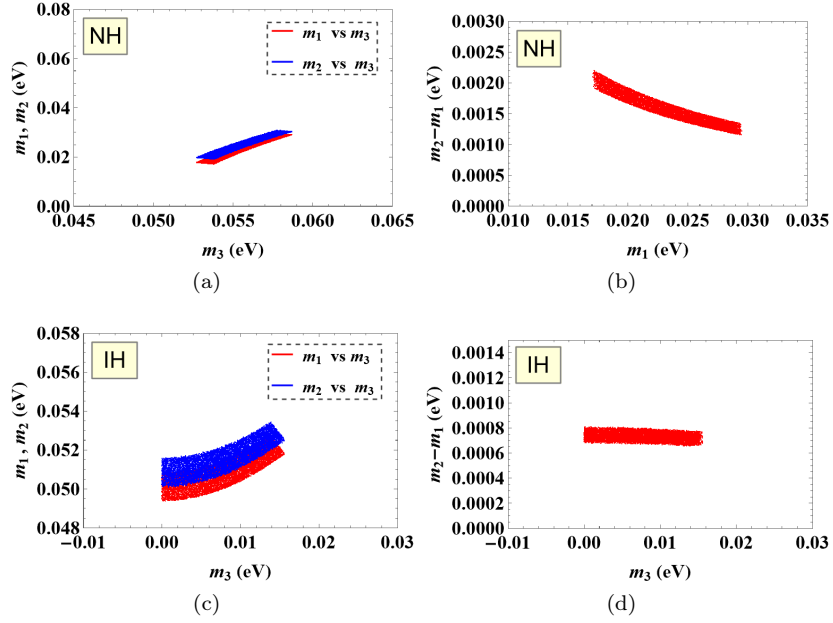 NH
m₁ vs m₃
m₂ vs m₃
m₁, m₂ (eV)
0.08
0.06
0.04
0.02
0.00
0.045
0.050
0.055
0.060
0.065
m₃ (eV)
(a)
NH
m₂−m₁ (eV)
0.0030
0.0025
0.0020
0.0015
0.0010
0.0005
0.0000
0.010
0.015
0.020
0.025
0.030
0.035
m₁ (eV)
(b)
IH
m₁ vs m₃
m₂ vs m₃
m₁, m₂ (eV)
0.058
0.056
0.054
0.052
0.050
0.048
−0.01
0.00
0.01
0.02
0.03
m₃ (eV)
(c)
IH
m₂−m₁ (eV)
0.0014
0.0012
0.0010
0.0008
0.0006
0.0004
0.0002
0.0000
−0.01
0.00
0.01
0.02
0.03
m₃ (eV)
(d)